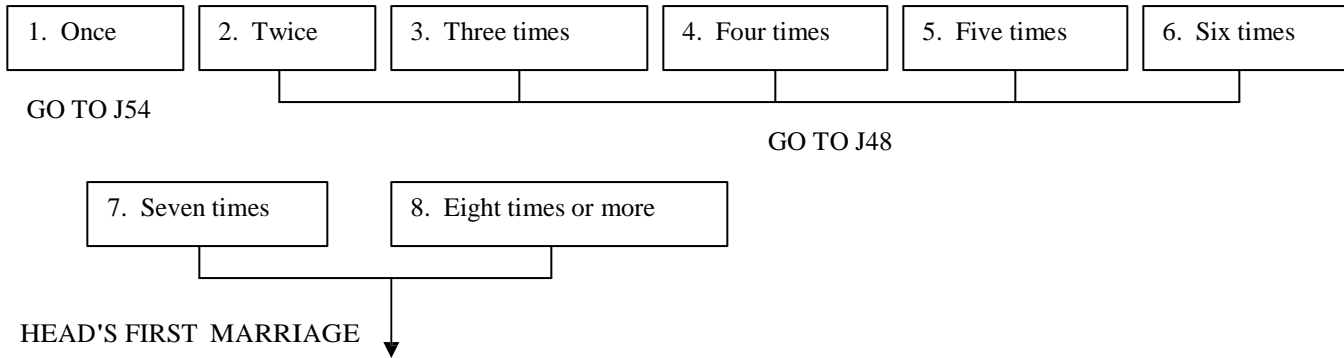 1. Once 2. Twice 3. Three times 4. Four times 5. Five times 6. Six times
GO TO J54
GO TO J48
7. Seven times 8. Eight times or more
HEAD'S FIRST MARRIAGE